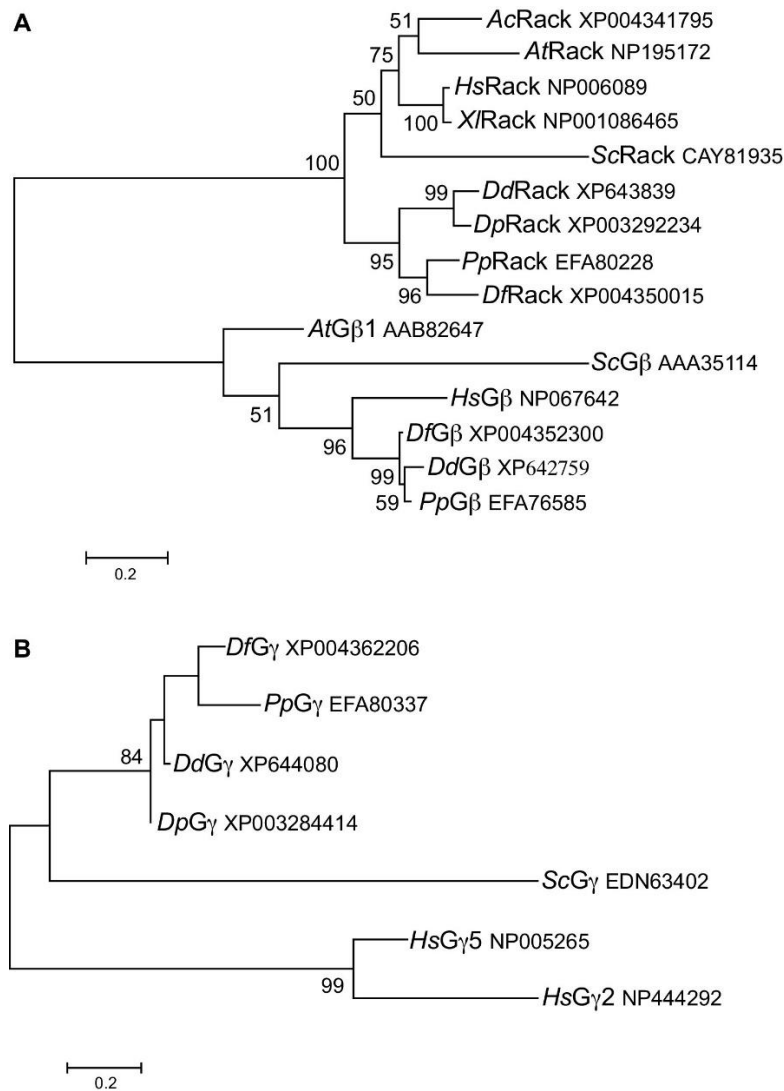 A
51 AcRack XP004341795
75 AtRack NP195172
HsRack NP006089
50
100 XlRack NP001086465
ScRack CAY81935
100
99 DdRack XP643839
DpRack XP003292234
95 PpRack EFA80228
96 DfRack XP004350015
AtGβ1 AAB82647
ScGβ AAA35114
51 HsGβ NP067642
96 DfGβ XP004352300
99 DdGβ XP642759
59 PpGβ EFA76585
0.2
B
DfGγ XP004362206
PpGγ EFA80337
84 DdGγ XP644080
DpGγ XP003284414
ScGγ EDN63402
HsGγ5 NP005265
99
HsGγ2 NP444292
0.2